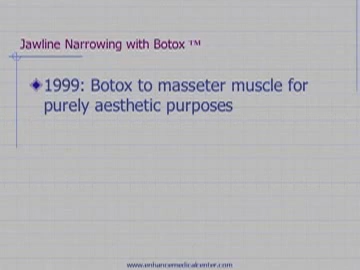 Jawline Narrowing with Botox ™
1999: Botox to masseter muscle for
purely aesthetic purposes
www.enhancemedicalcenter.com